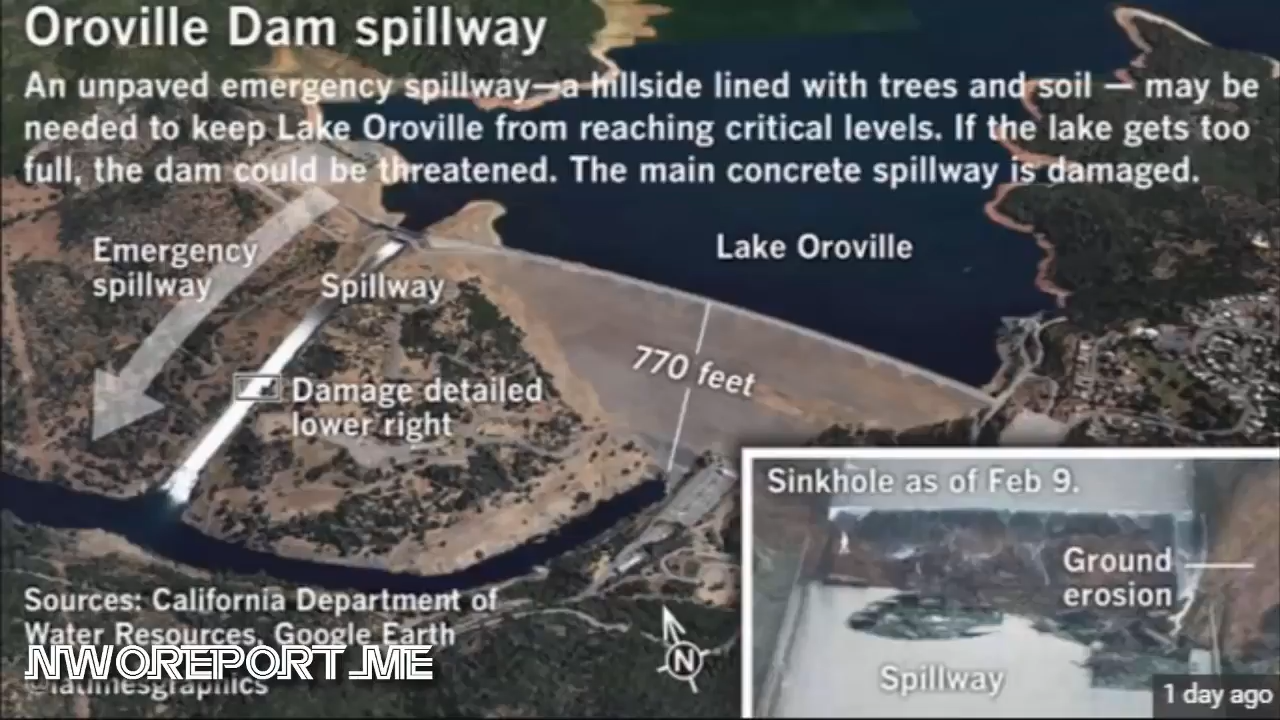 Oroville Dam spillway
An unpaved emergency spillway—a hillside lined with trees and soil — may be
needed to keep Lake Oroville from reaching critical levels. If the lake gets too
full, the dam could be threatened. The main concrete spillway is damaged.
Emergency
spillway
Spillway
Lake Oroville
770 feet
Damage detailed
lower right
Sinkhole as of Feb 9.
Ground
erosion
Spillway
Sources: California Department of
Water Resources, Google Earth
NWOREPORT.ME
@latimesgraphics
N
1 day ago